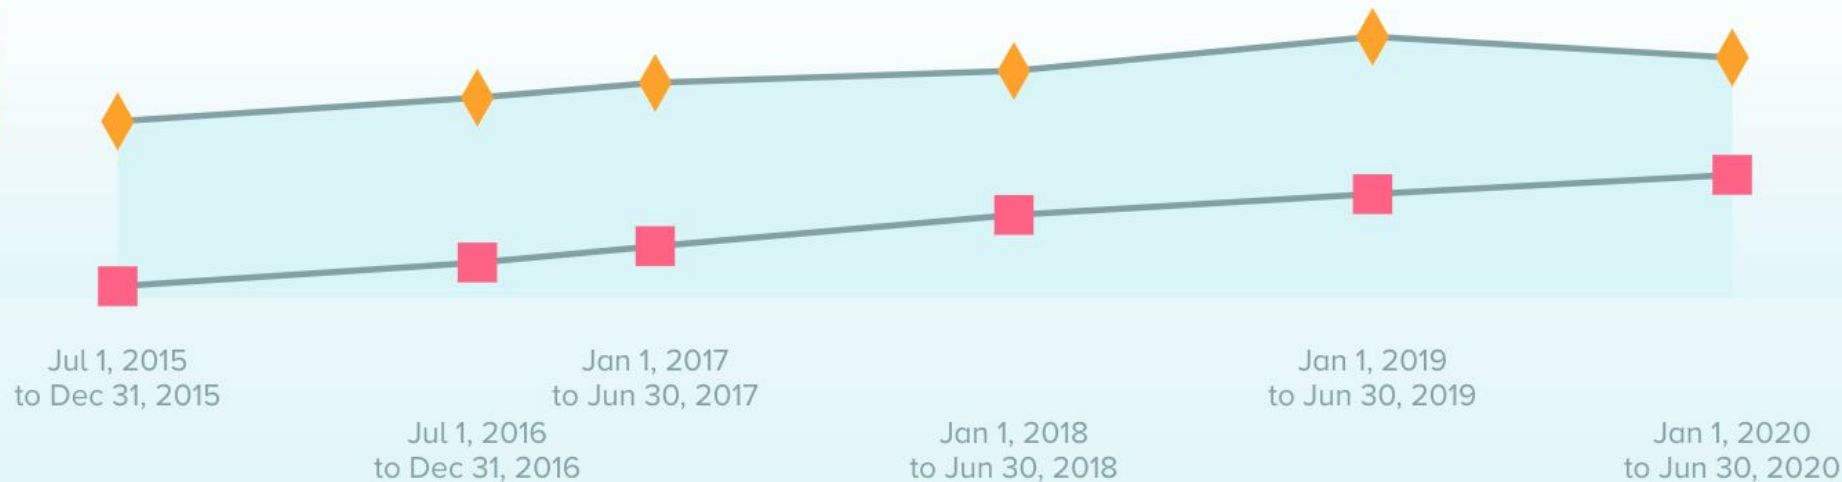 Jul 1, 2015
to Dec 31, 2015
Jul 1, 2016
to Dec 31, 2016
Jan 1, 2017
to Jun 30, 2017
Jan 1, 2018
to Jun 30, 2018
Jan 1, 2019
to Jun 30, 2019
Jan 1, 2020
to Jun 30, 2020